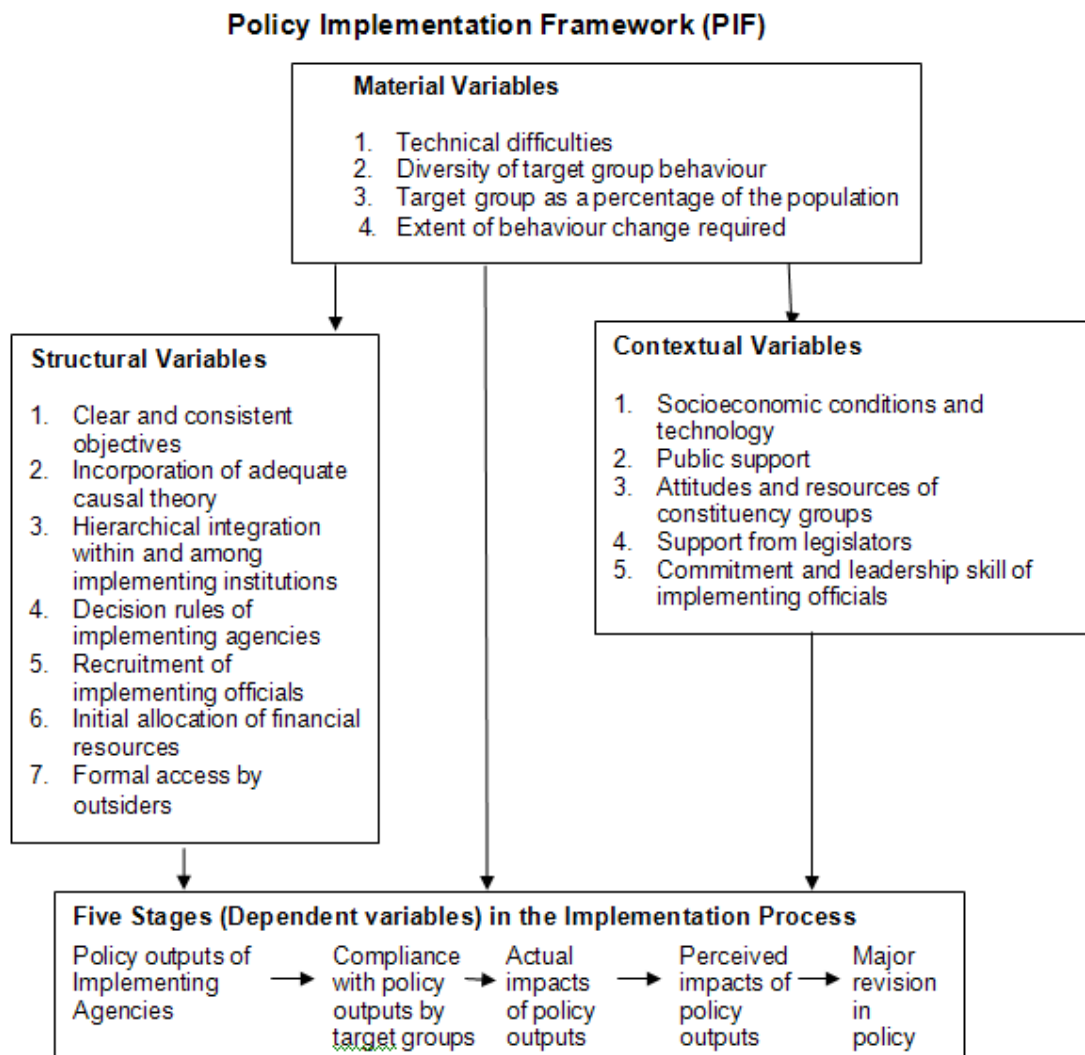 Policy Implementation Framework (PIF)
Material Variables
1. Technical difficulties
2. Diversity of target group behaviour
3. Target group as a percentage of the population
4. Extent of behaviour change required
Structural Variables
1. Clear and consistent
objectives
2. Incorporation of adequate
causal theory
3. Hierarchical integration
within and among
implementing institutions
4. Decision rules of
implementing agencies
5. Recruitment of
implementing officials
6. Initial allocation of financial
resources
7. Formal access by
outsiders
Contextual Variables
1. Socioeconomic conditions and
technology
2. Public support
3. Attitudes and resources of
constituency groups
4. Support from legislators
5. Commitment and leadership skill of
implementing officials
Five Stages (Dependent variables) in the Implementation Process
Policy outputs of
Implementing
Agencies
Compliance
with policy
outputs by
target groups
Actual
impacts
of policy
outputs
Perceived
impacts of
policy
outputs
Major
revision
in
policy